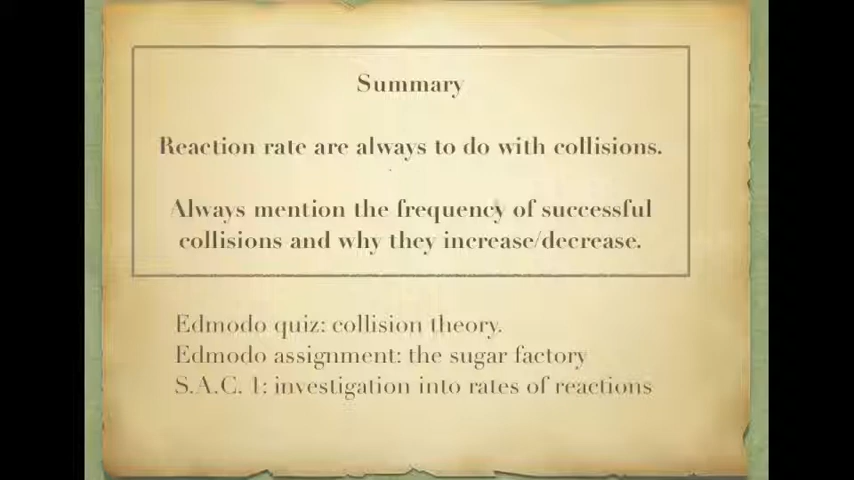 Summary
Reaction rate are always to do with collisions.
Always mention the frequency of successful
collisions and why they increase/decrease.
Edmodo quiz: collision theory.
Edmodo assignment: the sugar factory
S.A.C. 1: investigation into rates of reactions